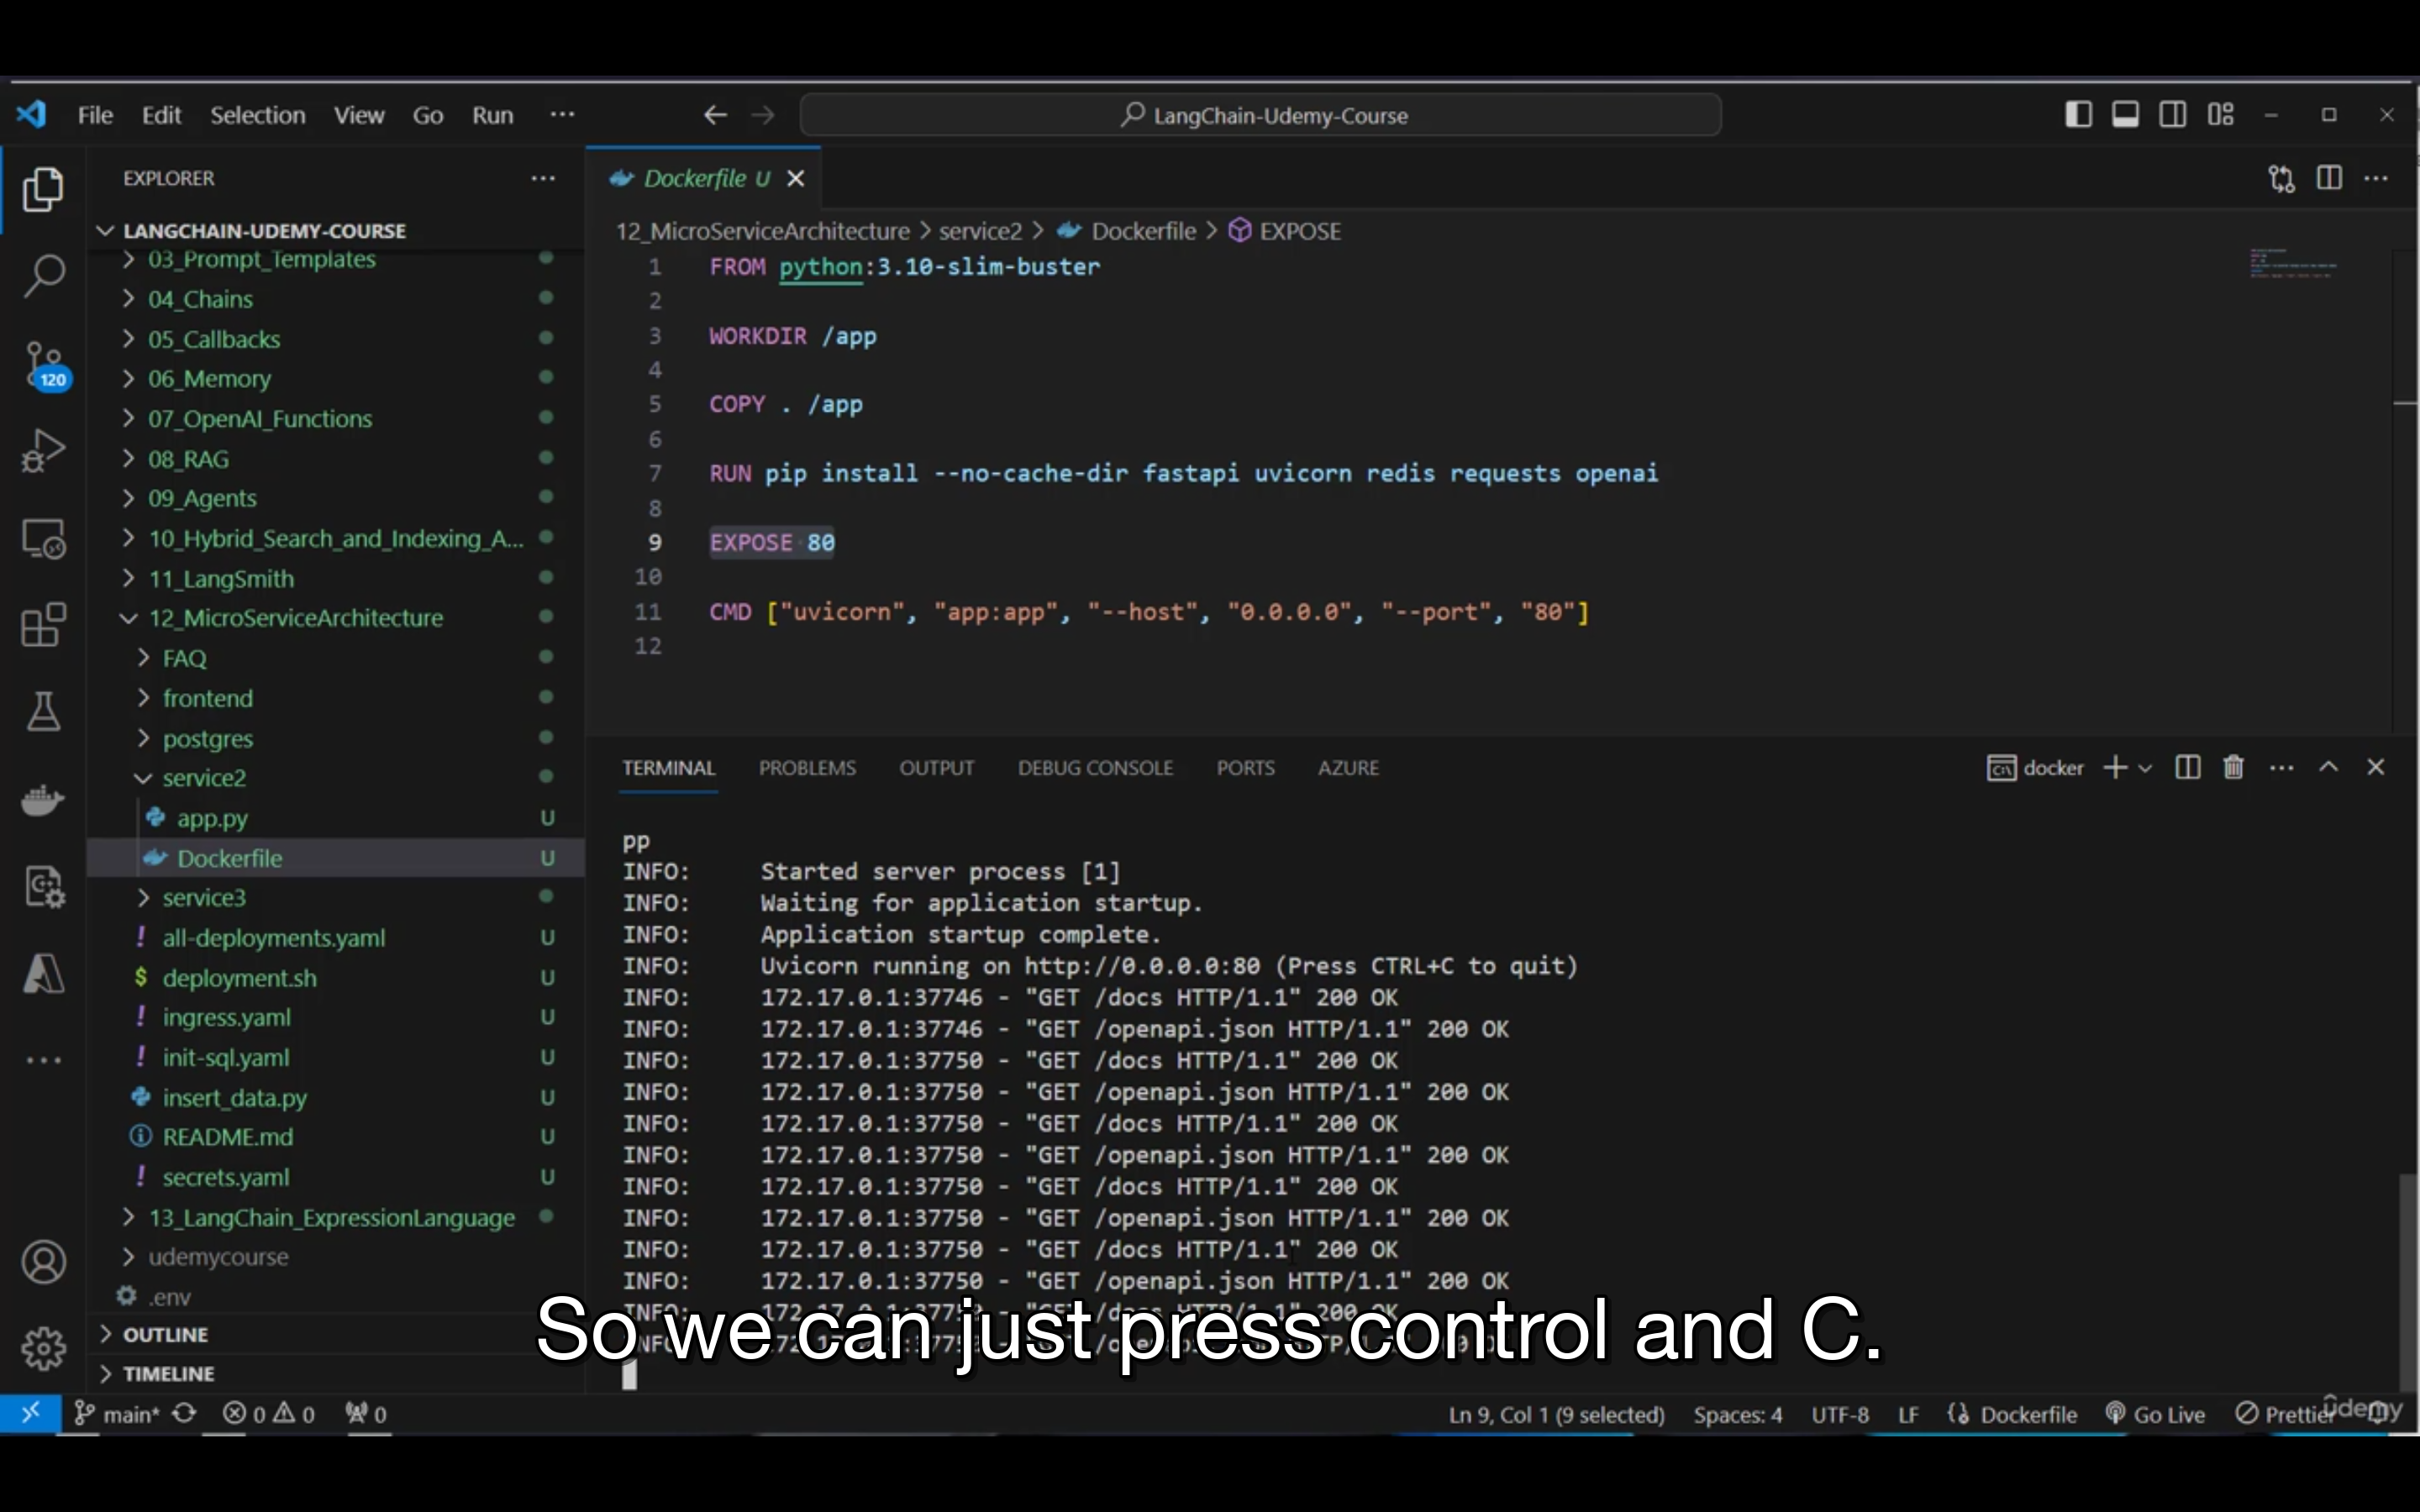 File Edit Selection View Go Run ···
LangChain-Udemy-Course
EXPLORER
LANGCHAIN-UDEMY-COURSE
03_Prompt_Templates
04_Chains
05_Callbacks
06_Memory
07_OpenAI_Functions
08_RAG
09_Agents
10_Hybrid_Search_and_Indexing_A...
11_LangSmith
12_MicroServiceArchitecture
FAQ
frontend
postgres
service2
app.py U
Dockerfile U
service3
all-deployments.yaml U
deployment.sh U
ingress.yaml U
init-sql.yaml U
insert_data.py U
README.md U
secrets.yaml U
13_LangChain_ExpressionLanguage
udemycourse
.env
OUTLINE
TIMELINE
120
Dockerfile U
12_MicroServiceArchitecture > service2 > Dockerfile > EXPOSE
1 FROM python:3.10-slim-buster
2
3 WORKDIR /app
4
5 COPY . /app
6
7 RUN pip install --no-cache-dir fastapi uvicorn redis requests openai
8
9 EXPOSE 80
10
11 CMD ["uvicorn", "app:app", "--host", "0.0.0.0", "--port", "80"]
12
TERMINAL PROBLEMS OUTPUT DEBUG CONSOLE PORTS AZURE
docker
pp
INFO: Started server process [1]
INFO: Waiting for application startup.
INFO: Application startup complete.
INFO: Uvicorn running on http://0.0.0.0:80 (Press CTRL+C to quit)
INFO: 172.17.0.1:37746 - "GET /docs HTTP/1.1" 200 OK
INFO: 172.17.0.1:37746 - "GET /openapi.json HTTP/1.1" 200 OK
INFO: 172.17.0.1:37750 - "GET /docs HTTP/1.1" 200 OK
INFO: 172.17.0.1:37750 - "GET /openapi.json HTTP/1.1" 200 OK
INFO: 172.17.0.1:37750 - "GET /docs HTTP/1.1" 200 OK
INFO: 172.17.0.1:37750 - "GET /openapi.json HTTP/1.1" 200 OK
INFO: 172.17.0.1:37750 - "GET /docs HTTP/1.1" 200 OK
INFO: 172.17.0.1:37750 - "GET /openapi.json HTTP/1.1" 200 OK
INFO: 172.17.0.1:37750 - "GET /docs HTTP/1.1" 200 OK
INFO: 172.17.0.1:37750 - "GET /openapi.json HTTP/1.1" 200 OK
So we can just press control and C.
main* 0 0 0
Ln 9, Col 1 (9 selected) Spaces: 4 UTF-8 LF Dockerfile Go Live Prettier
ûdemy